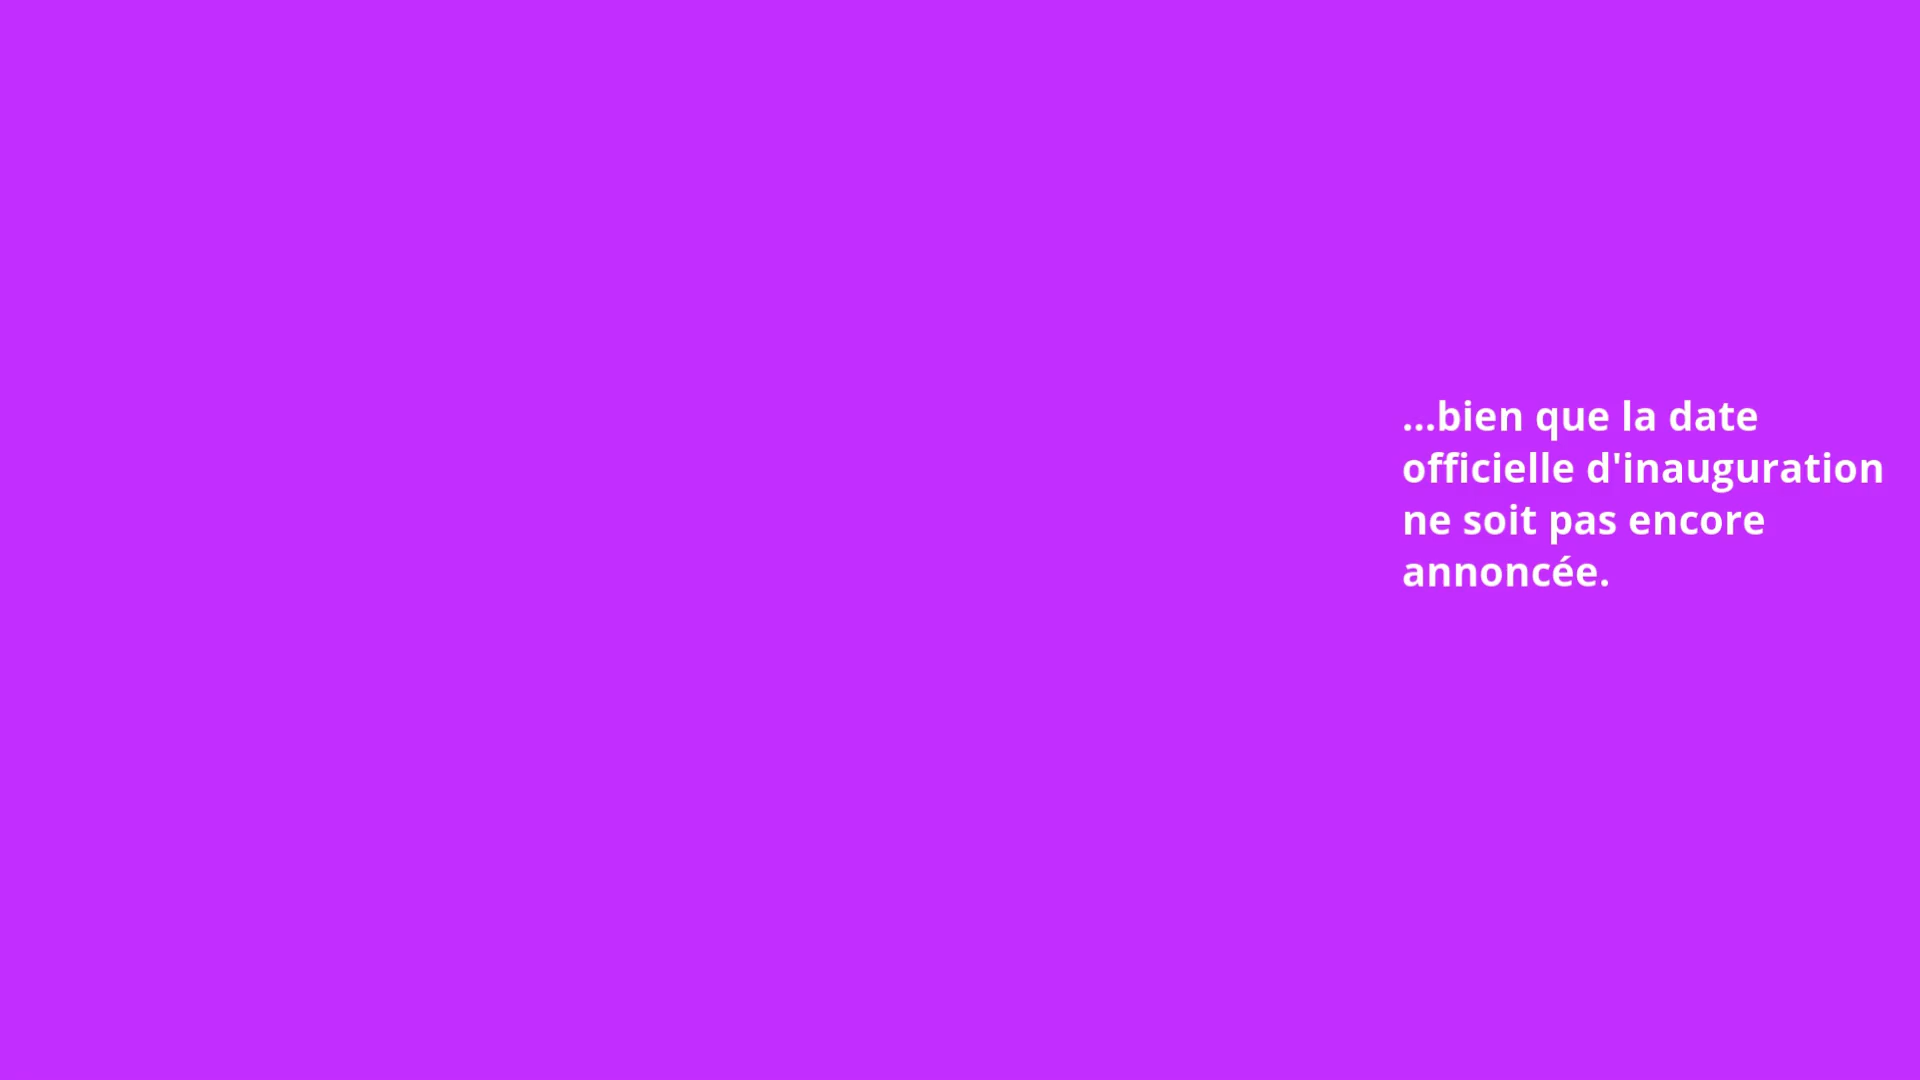 ...bien que la date
officielle d'inauguration
ne soit pas encore
annoncée.